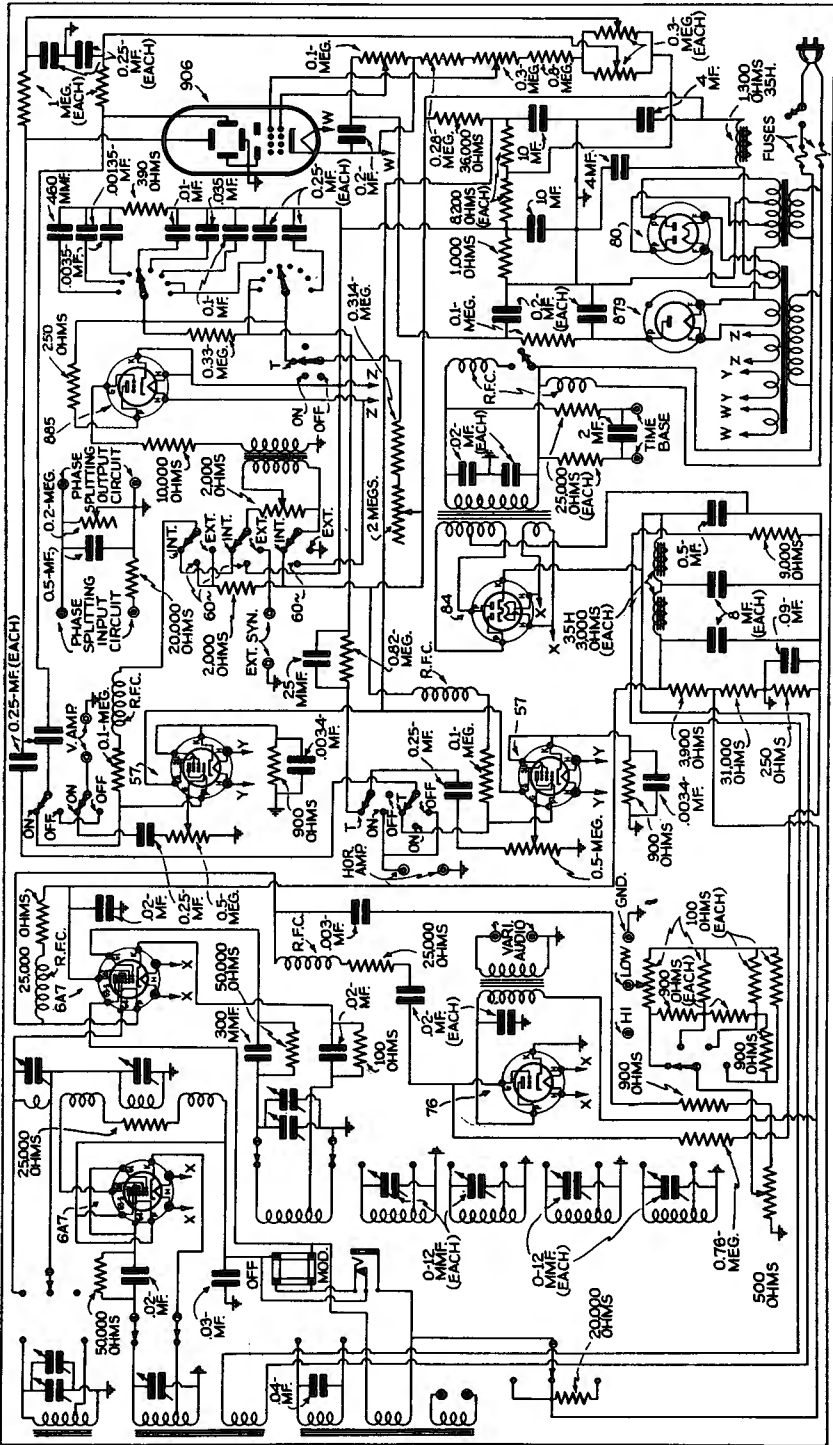 1
MEG.
(EACH)
0.25-
MF.
(EACH)
906
0.1-
MEG.
0.3-
MEG.
(EACH)
0.3-
MEG.
0.8-
MEG.
4
MF.
1,300
OHMS
35H.
FUSES
460
MMF.
.00135-
MF.
390
OHMS
.0035-
MF.
.01-
MF.
.035
MF.
0.25-
MF.
(EACH)
0.2-
MF.
W
W
0.1-
MF.
0.28-
MEG.
36,000
OHMS
8,200
OHMS
(EACH)
10
MF.
10
MF.
4 MF.
80
250
OHMS
885
0.33-
MEG.
0.314-
MEG.
1,000
OHMS
0.1-
MEG.
0.2-
MF.
(EACH)
879
T
ON
OFF
Z
Z
PHASE
SPLITTING
OUTPUT
CIRCUIT
0.2-MEG.
0.5-MF.
PHASE
SPLITTING
INPUT
CIRCUIT
10,000
OHMS
2,000
OHMS
2 MEGS.
R.F.C.
.02-
MF.
(EACH)
25,000
OHMS
(EACH)
2
MF.
TIME
BASE
W W Y Y Z Z
INT.
EXT.
INT.
EXT.
60~
60~
20,000
OHMS
2,000
OHMS
EXT. SYN.
84
X
X
35H
3,000
OHMS
(EACH)
0.5-
MF.
9,000
OHMS
8
MF.
(EACH)
.09-
MF.
0.25-MF. (EACH)
V. AMP.
ON
OFF
ON
OFF
0.1-MEG.
R.F.C.
57
Y
Y
900
OHMS
.0034-
MF.
25
MMF.
0.82-
MEG.
R.F.C.
0.25-
MF.
0.1-
MEG.
57
Y
Y
.0034-
MF.
900
OHMS
3,900
OHMS
31,000
OHMS
250
OHMS
0.25-
MF.
0.5-
MEG.
T
ON
OFF
T
ON
OFF
HOR.
AMP.
0.5-MEG.
25,000
OHMS
R.F.C.
.02-MF.
6A7
X
X
R.F.C.
.003-
MF.
25,000
OHMS
VARI.
AUDIO
GND.
LOW
HI
100
OHMS
(EACH)
900
OHMS
(EACH)
900
OHMS
300
MMF.
50,000
OHMS
.02-
MF.
100
OHMS
.02-
MF.
(EACH)
76
X
X
900
OHMS
25,000
OHMS
6A7
X
X
0-12
MMF.
(EACH)
0-12
MMF.
(EACH)
0.76-
MEG.
500
OHMS
50,000
OHMS
.02-
MF.
.03-
MF.
OFF
MOD.
.04-
MF.
20,000
OHMS